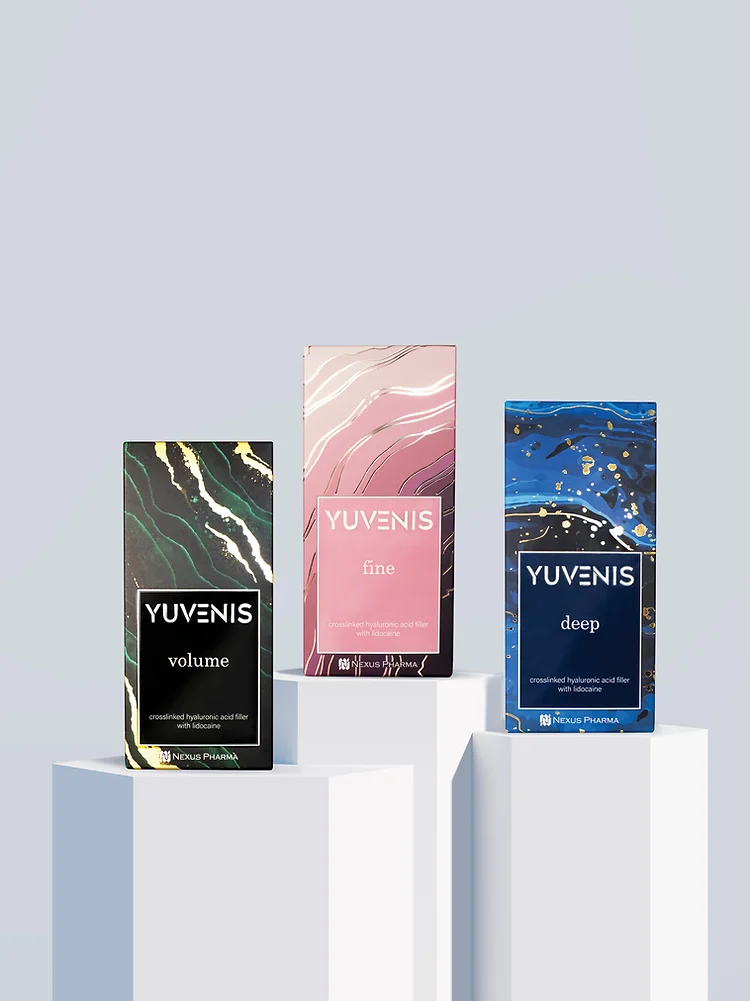 YUVENIS
volume
crosslinked hyaluronic acid filler
with lidocaine
NEXUS PHARMA
YUVENIS
fine
crosslinked hyaluronic acid filler
with lidocaine
NEXUS PHARMA
YUVENIS
deep
crosslinked hyaluronic acid filler
with lidocaine
NEXUS PHARMA